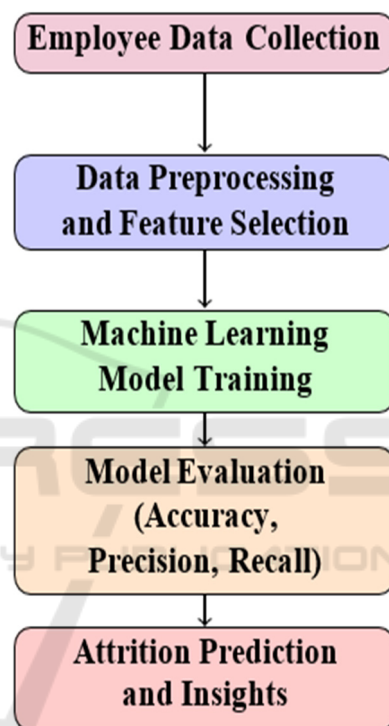 Employee Data Collection
Data Preprocessing
and Feature Selection
Machine Learning
Model Training
Model Evaluation
(Accuracy,
Precision, Recall)
Attrition Prediction
and Insights